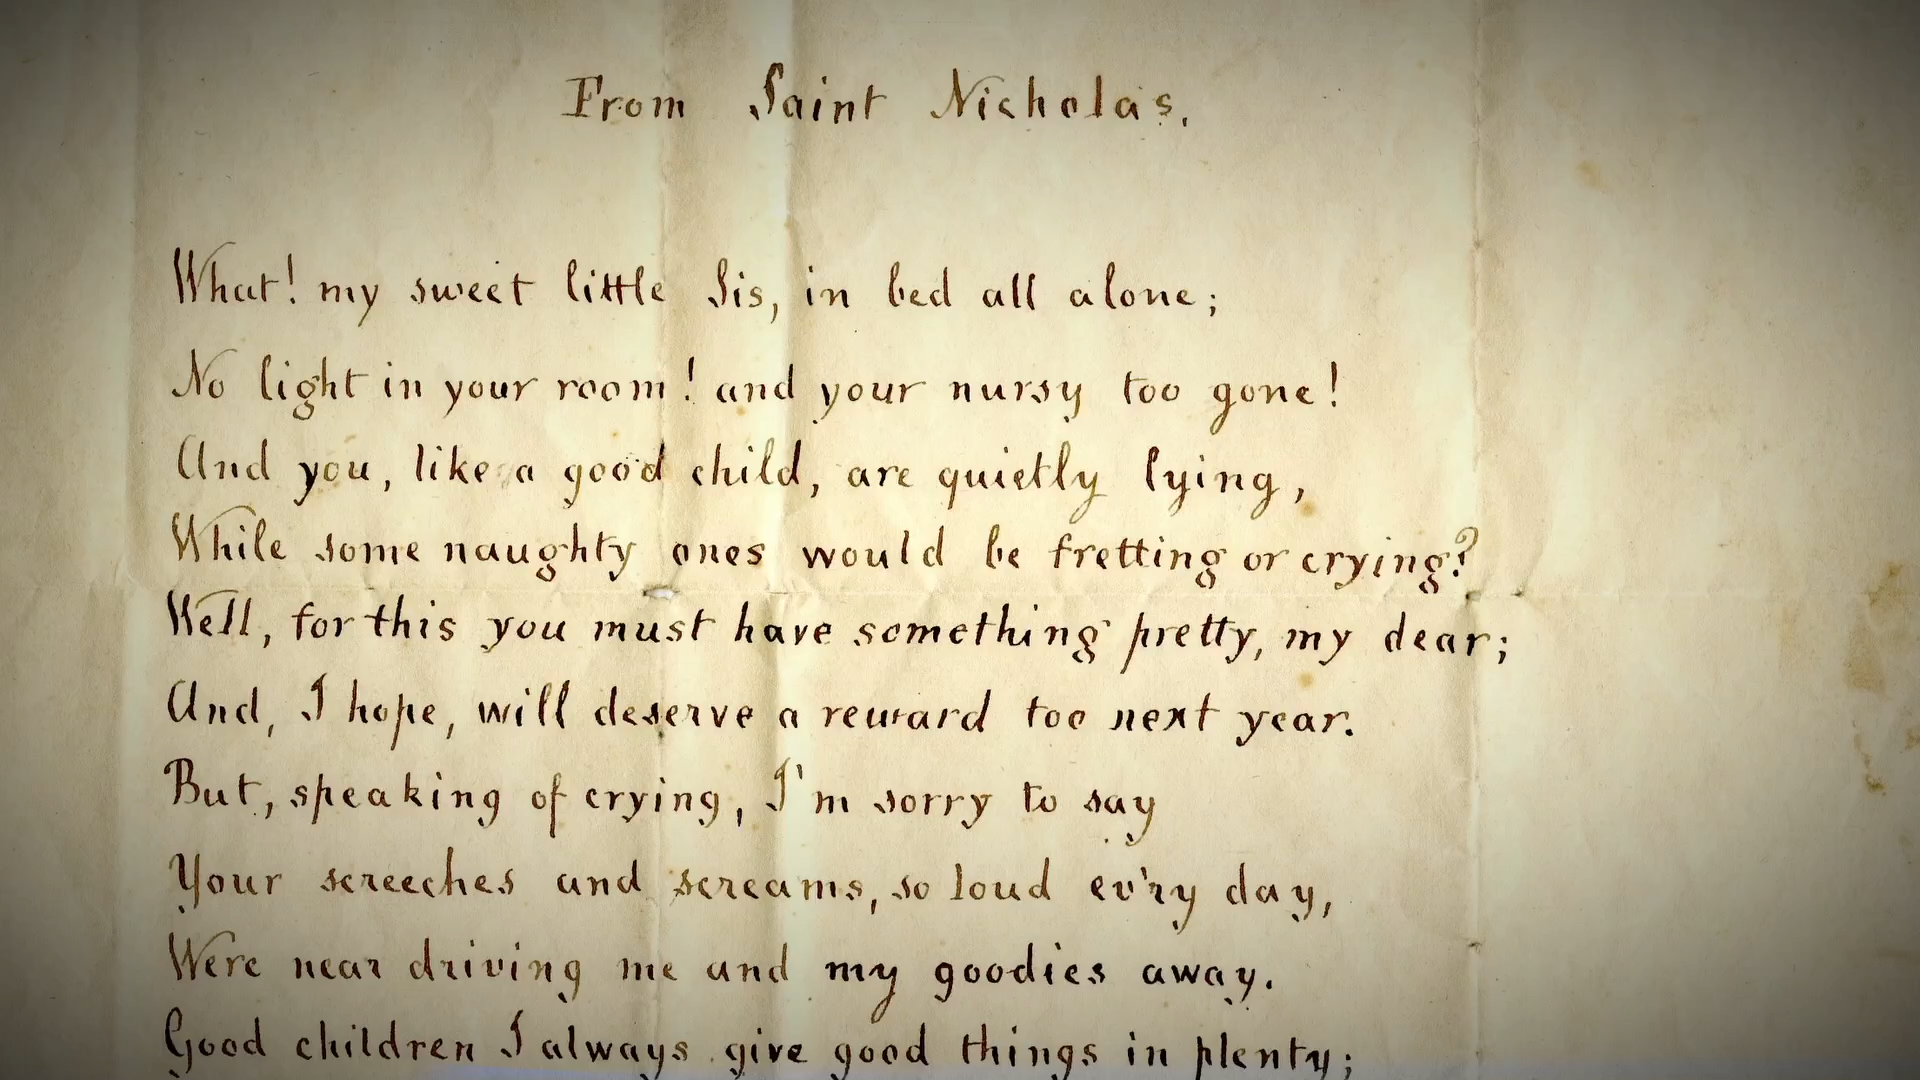 From Saint Nicholas.
What! my sweet little Sis, in bed all alone;
No light in your room! and your nursy too gone!
And you, like a good child, are quietly lying,
While some naughty ones would be fretting or crying?
Well, for this you must have something pretty, my dear;
And, I hope, will deserve a reward too next year.
But, speaking of crying, I'm sorry to say
Your screeches and screams, so loud ev'ry day,
Were near driving me and my goodies away.
Good children I always give good things in plenty;